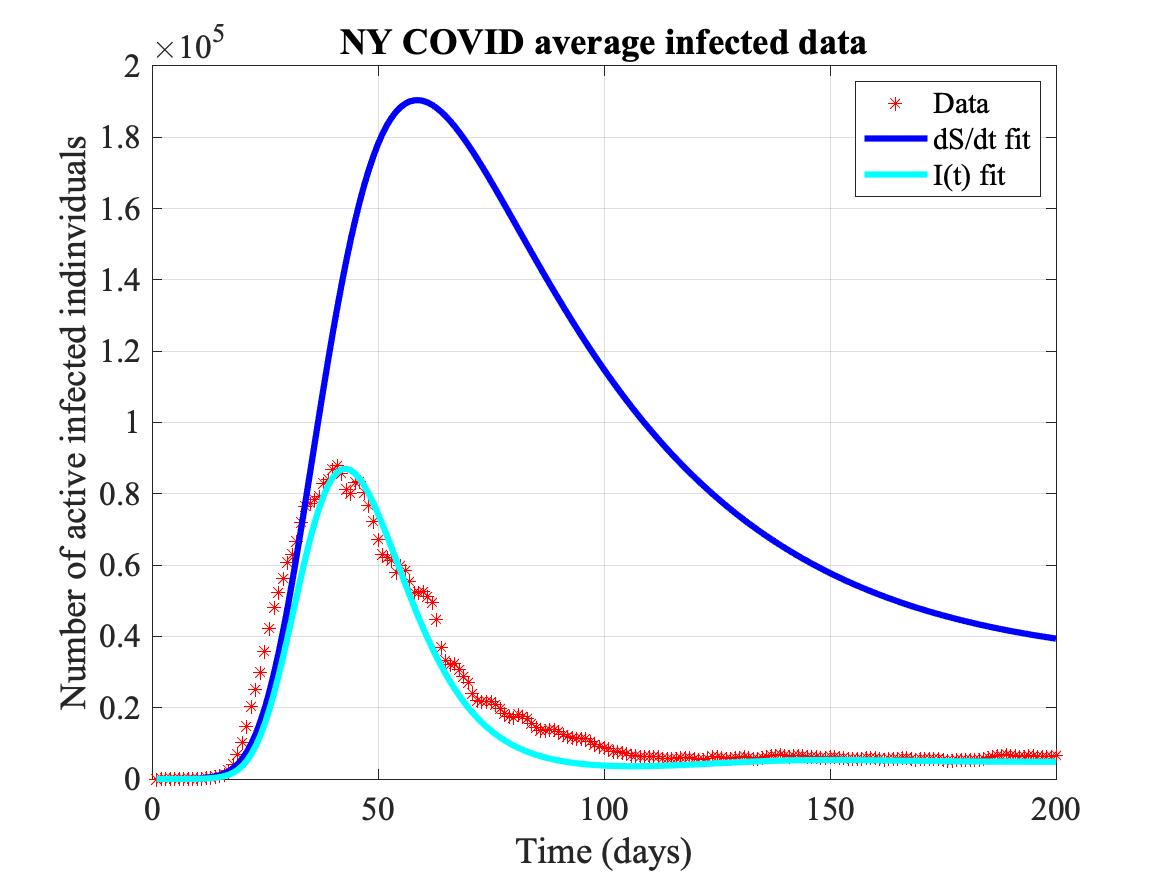 NY COVID average infected data
×10⁵
2
1.8
1.6
1.4
1.2
1
0.8
0.6
0.4
0.2
0
Number of active infected indinviduals
Data
dS/dt fit
I(t) fit
0 50 100 150 200
Time (days)